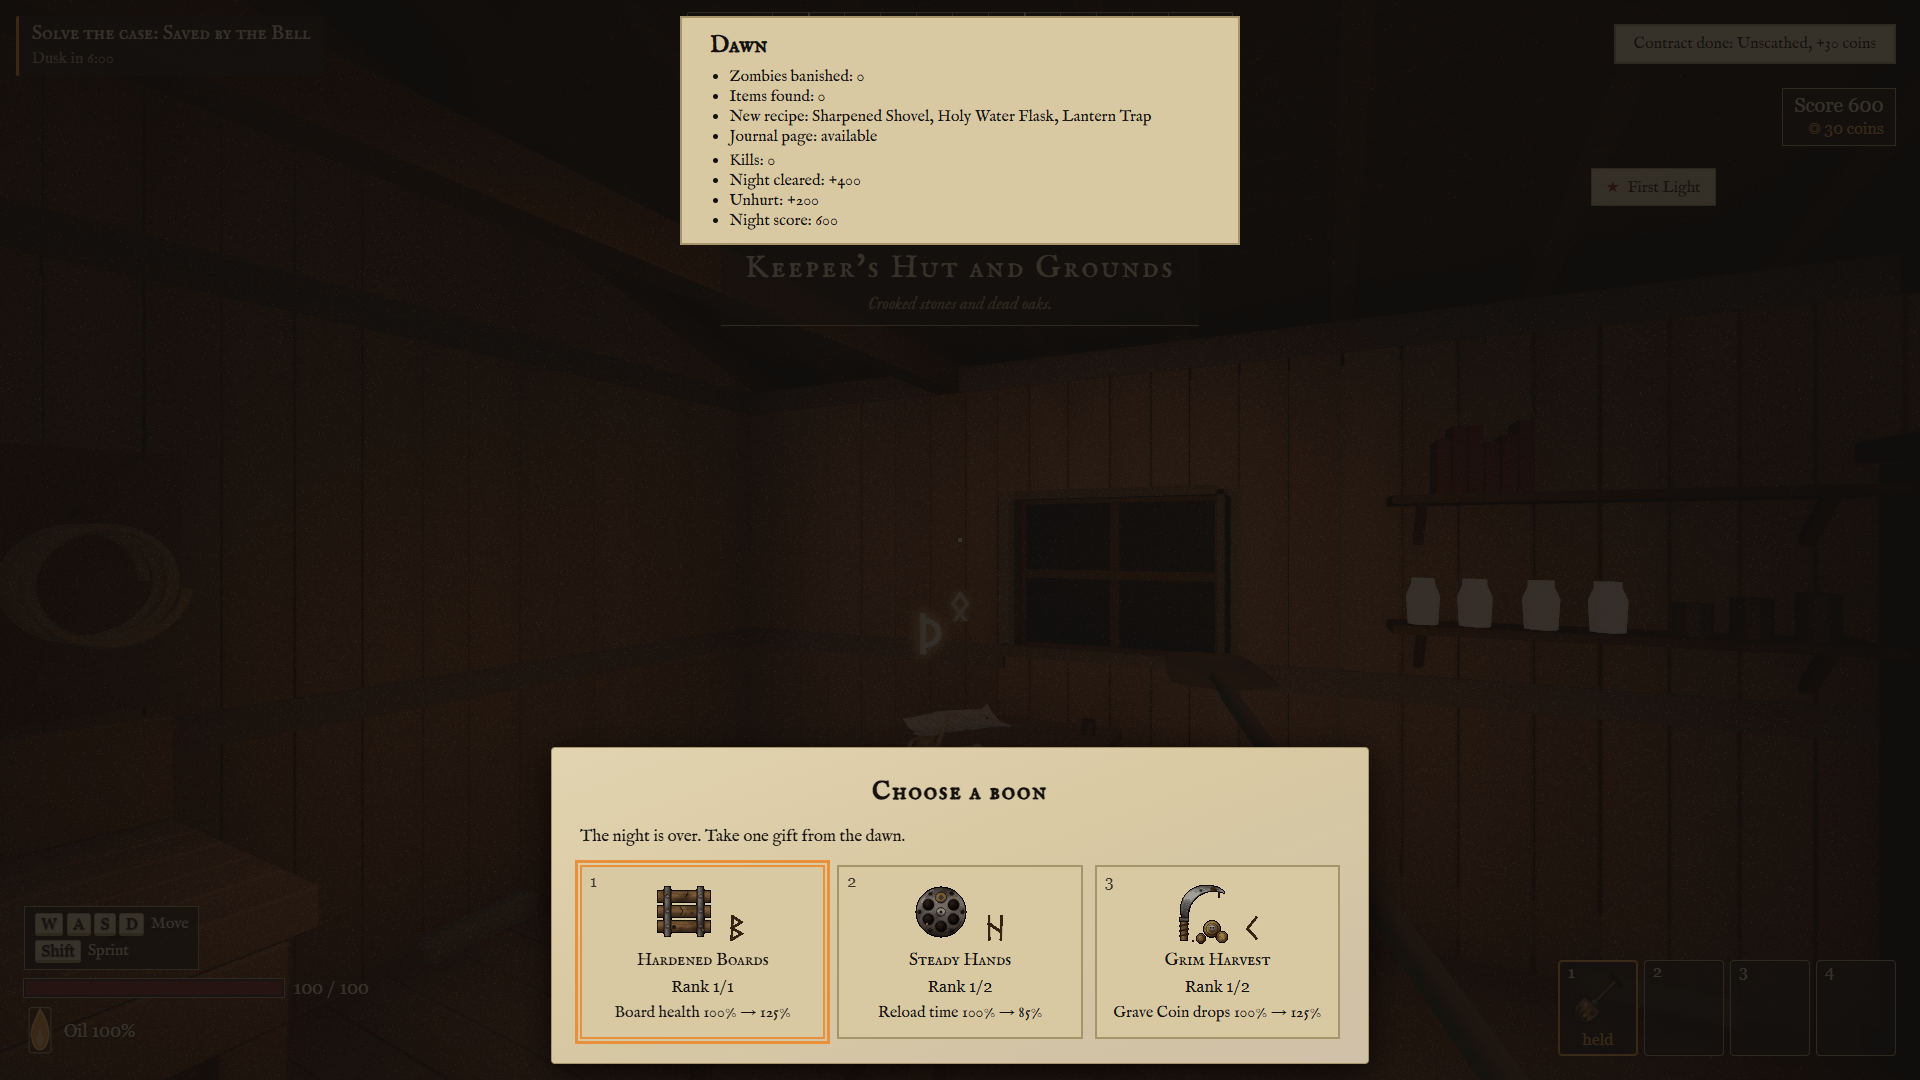 Solve the case: Saved by the Bell
Dusk in 6:00
Dawn
Zombies banished: 0
Items found: 0
New recipe: Sharpened Shovel, Holy Water Flask, Lantern Trap
Journal page: available
Kills: 0
Night cleared: +400
Unhurt: +200
Night score: 600
Contract done: Unscathed, +30 coins
Score 600
30 coins
★ First Light
Keeper's Hut and Grounds
Crooked stones and dead oaks.
ᚦ ᛟ
Choose a boon
The night is over. Take one gift from the dawn.
1
ᛒ
Hardened Boards
Rank 1/1
Board health 100% → 125%
2
ᚺ
Steady Hands
Rank 1/2
Reload time 100% → 85%
3
ᚲ
Grim Harvest
Rank 1/2
Grave Coin drops 100% → 125%
W A S D Move
Shift Sprint
100 / 100
Oil 100%
1
held
2
3
4